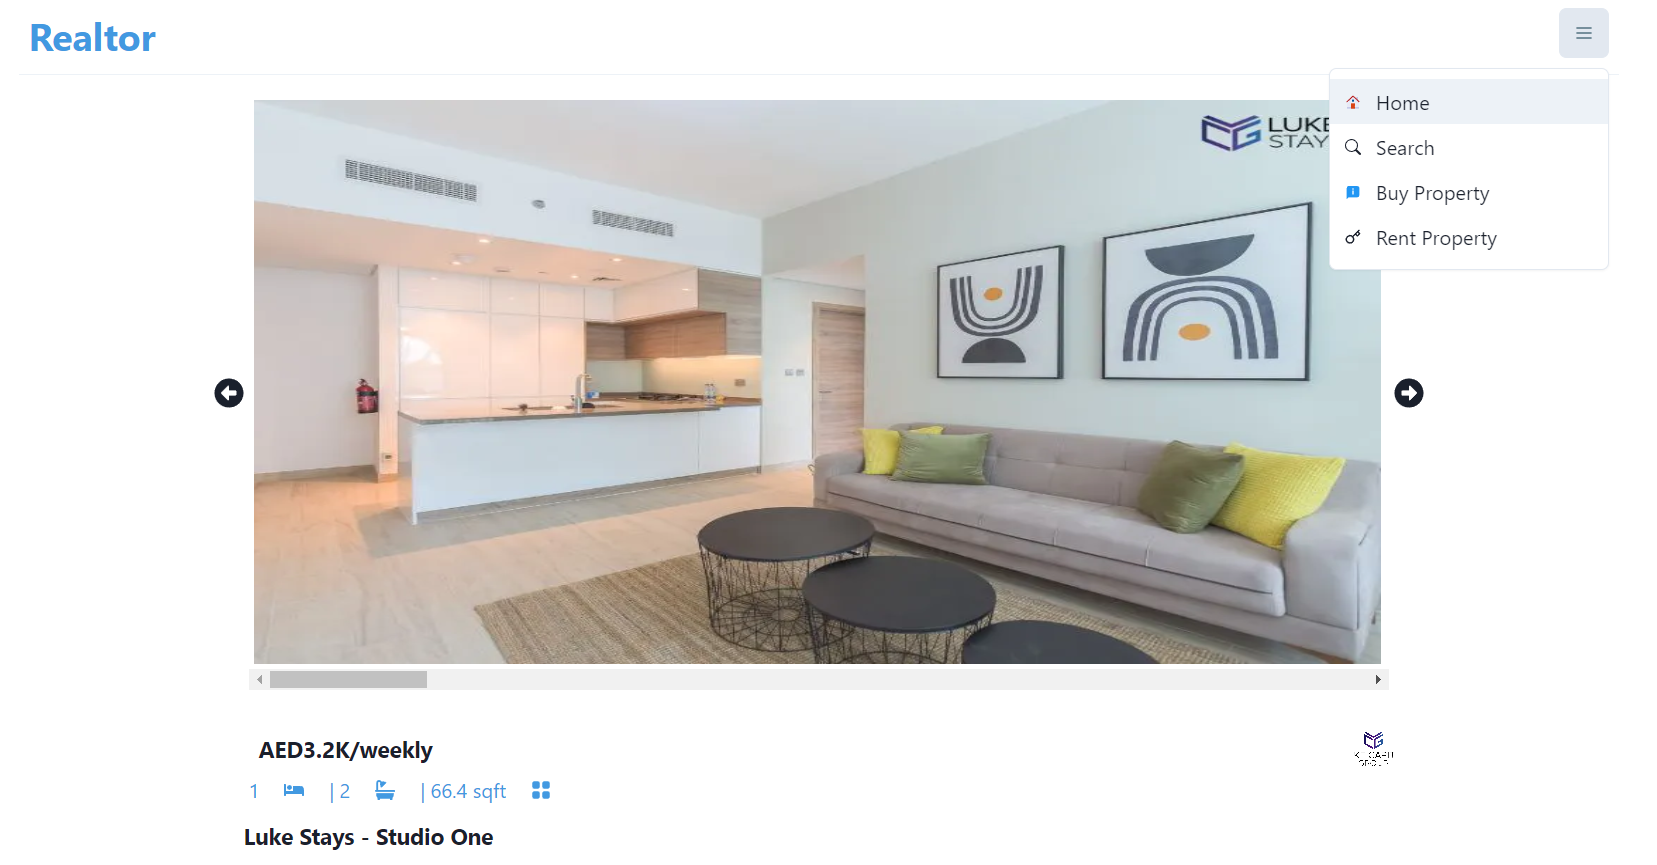 Realtor
LUKE
STAY
Home
Search
Buy Property
Rent Property
AED3.2K/weekly
1 | 2 | 66.4 sqft
Luke Stays - Studio One